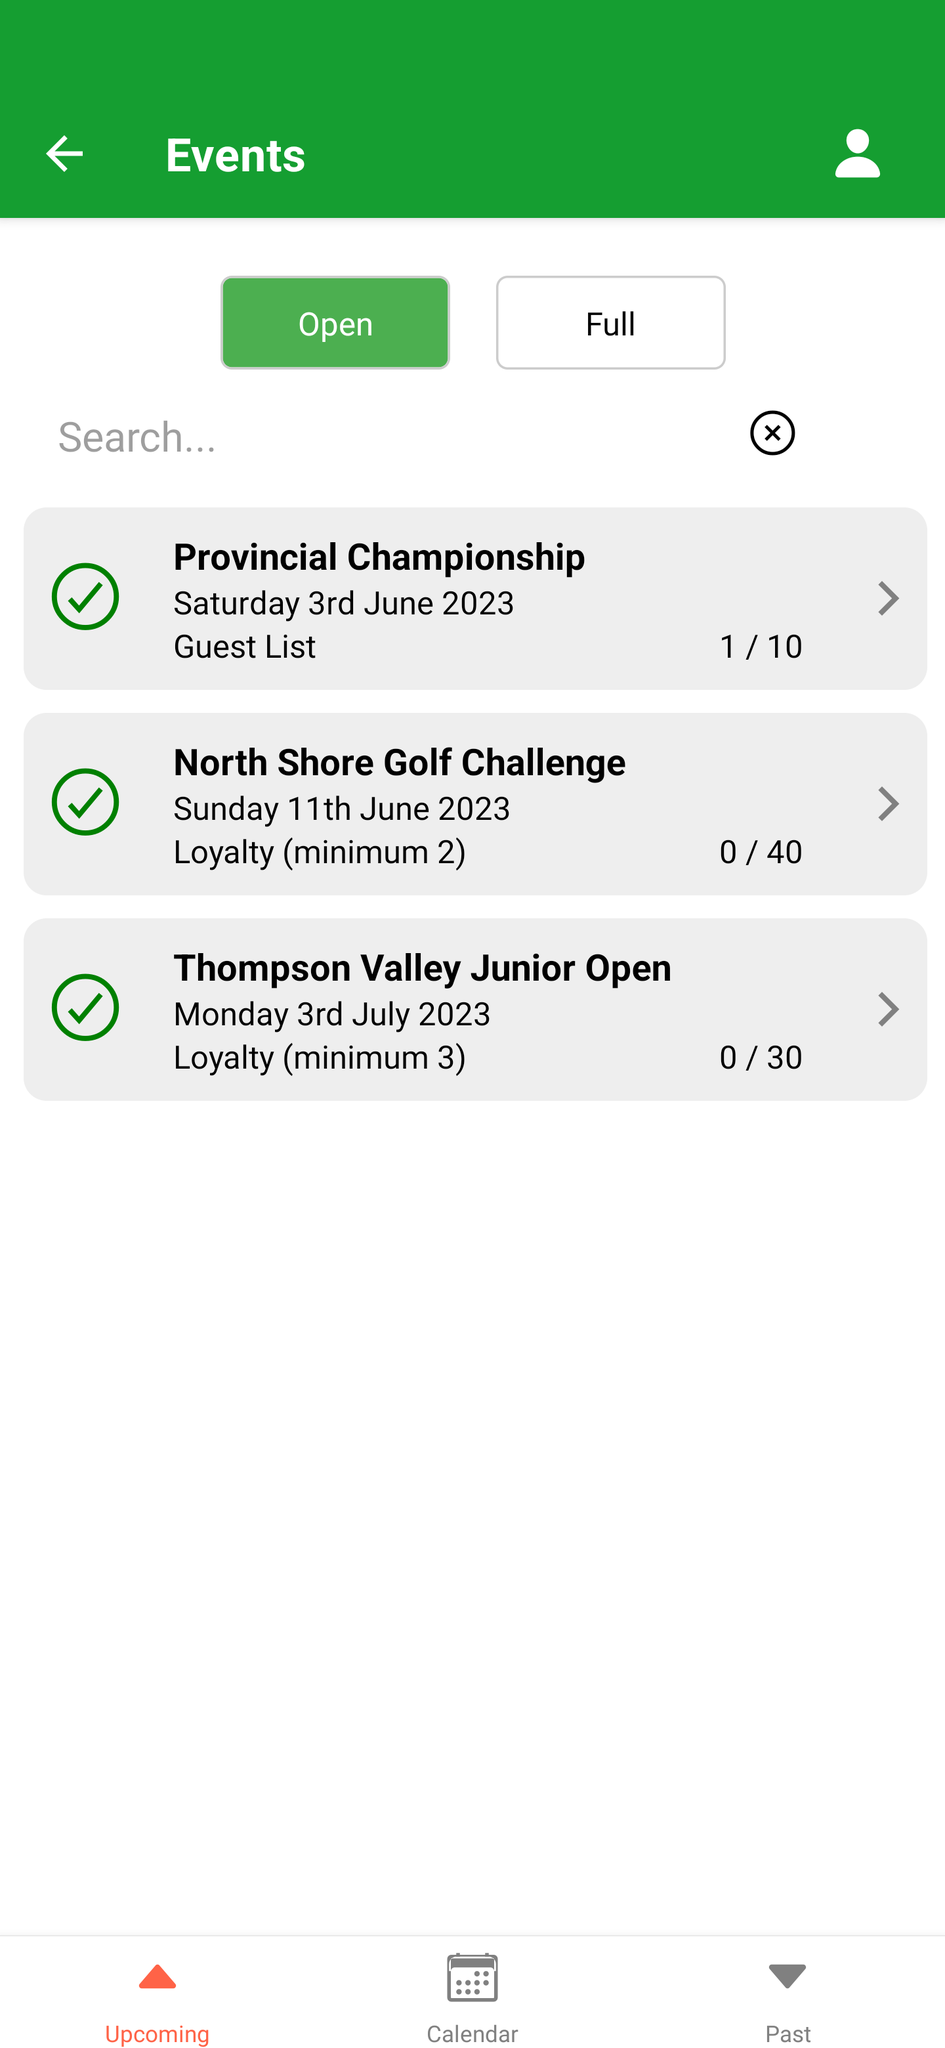 Events
Open
Full
Search...
Provincial Championship
Saturday 3rd June 2023
Guest List 1 / 10
North Shore Golf Challenge
Sunday 11th June 2023
Loyalty (minimum 2) 0 / 40
Thompson Valley Junior Open
Monday 3rd July 2023
Loyalty (minimum 3) 0 / 30
Upcoming
Calendar
Past